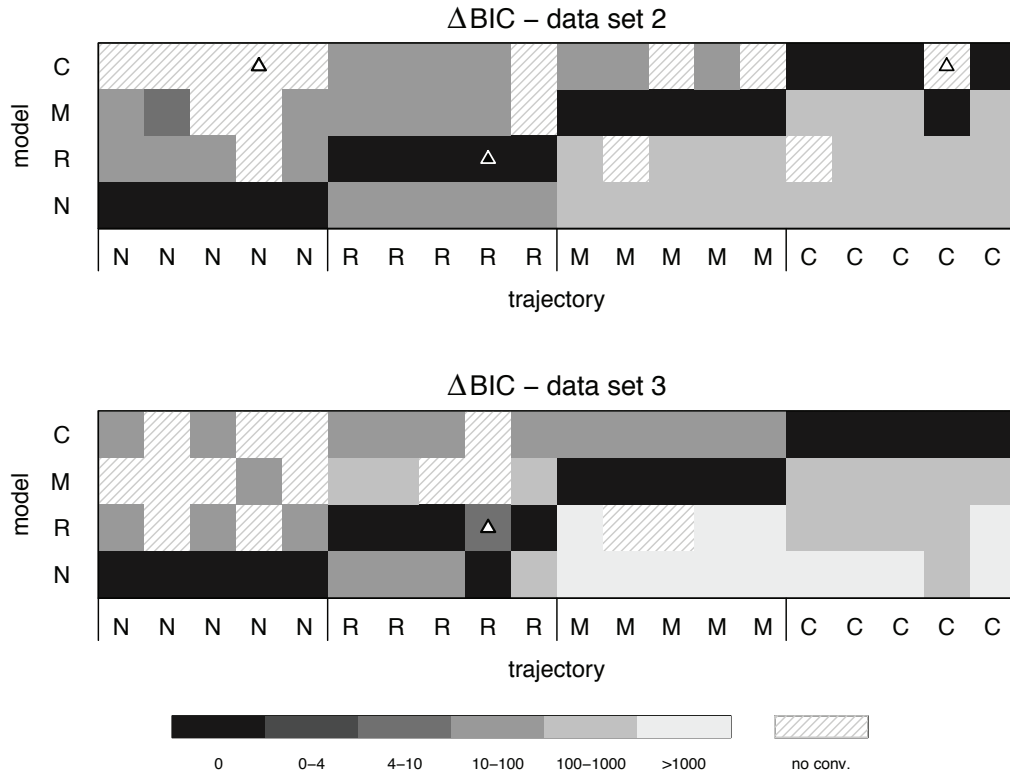 ΔBIC – data set 2
model
C
M
R
N
N N N N N R R R R R M M M M M C C C C C
trajectory
ΔBIC – data set 3
model
C
M
R
N
N N N N N R R R R R M M M M M C C C C C
trajectory
0 0−4 4−10 10−100 100−1000 >1000 no conv.